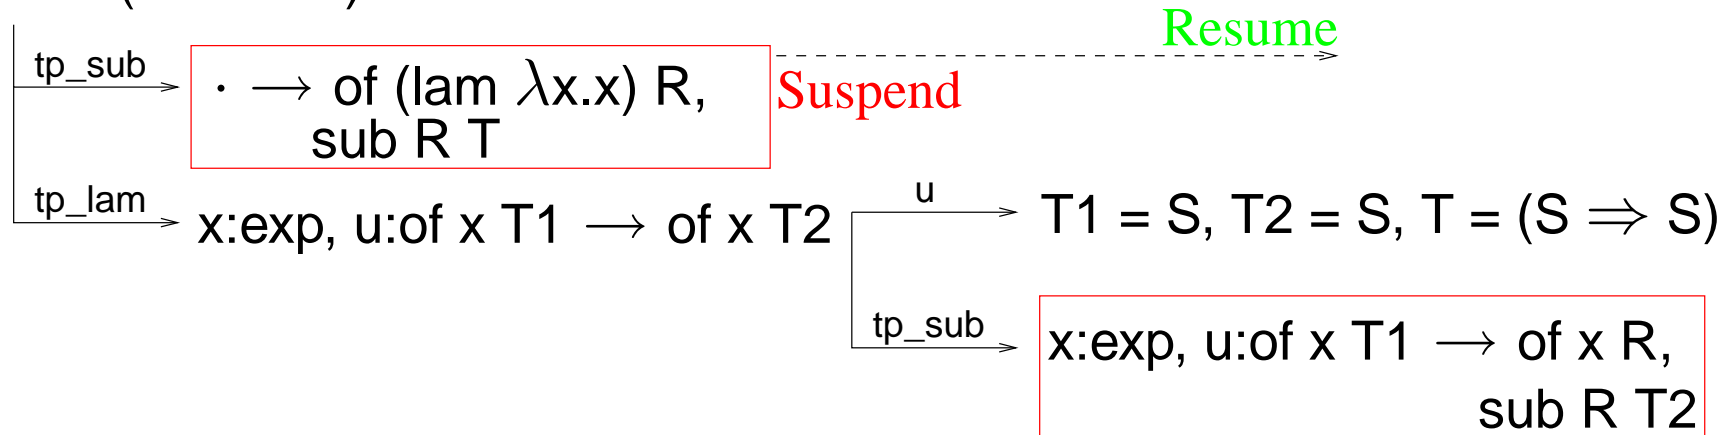 Resume
tp_sub
· → of (lam λx.x) R,
sub R T
Suspend
tp_lam
x:exp, u:of x T1 → of x T2
u
T1 = S, T2 = S, T = (S ⇒ S)
tp_sub
x:exp, u:of x T1 → of x R,
sub R T2